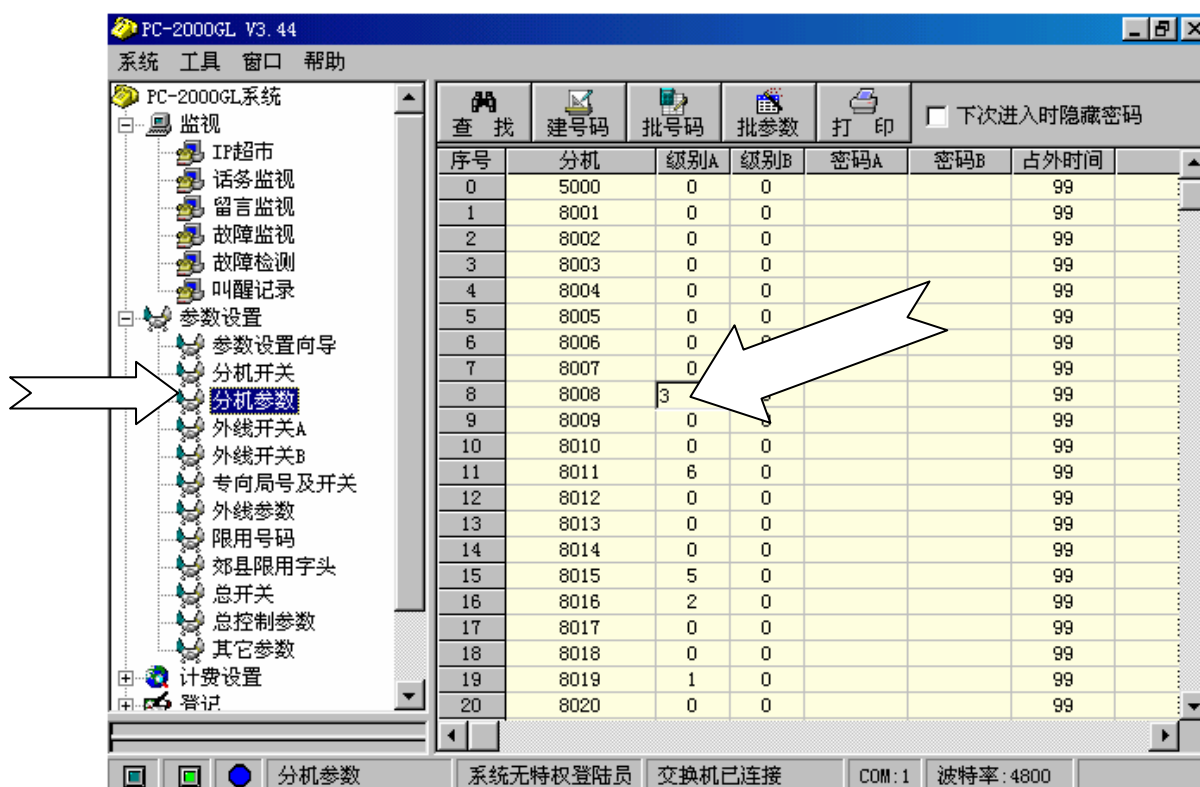 PC-2000GL V3.44
系统 工具 窗口 帮助
PC-2000GL系统
监视
IP超市
话务监视
留言监视
故障监视
故障检测
叫醒记录
参数设置
参数设置向导
分机开关
分机参数
外线开关A
外线开关B
专向局号及开关
外线参数
限用号码
郊县限用字头
总开关
总控制参数
其它参数
计费设置
登记
查 找 建号码 批号码 批参数 打 印 下次进入时隐藏密码
序号 分机 级别A 级别B 密码A 密码B 占外时间
0 5000 0 0 99
1 8001 0 0 99
2 8002 0 0 99
3 8003 0 0 99
4 8004 0 0 99
5 8005 0 0 99
6 8006 0 99
7 8007 0 99
8 8008 3 99
9 8009 0 99
10 8010 0 0 99
11 8011 6 0 99
12 8012 0 0 99
13 8013 0 0 99
14 8014 0 0 99
15 8015 5 0 99
16 8016 2 0 99
17 8017 0 0 99
18 8018 0 0 99
19 8019 1 0 99
20 8020 0 0 99
分机参数 系统无特权登陆员 交换机已连接 COM:1 波特率:4800